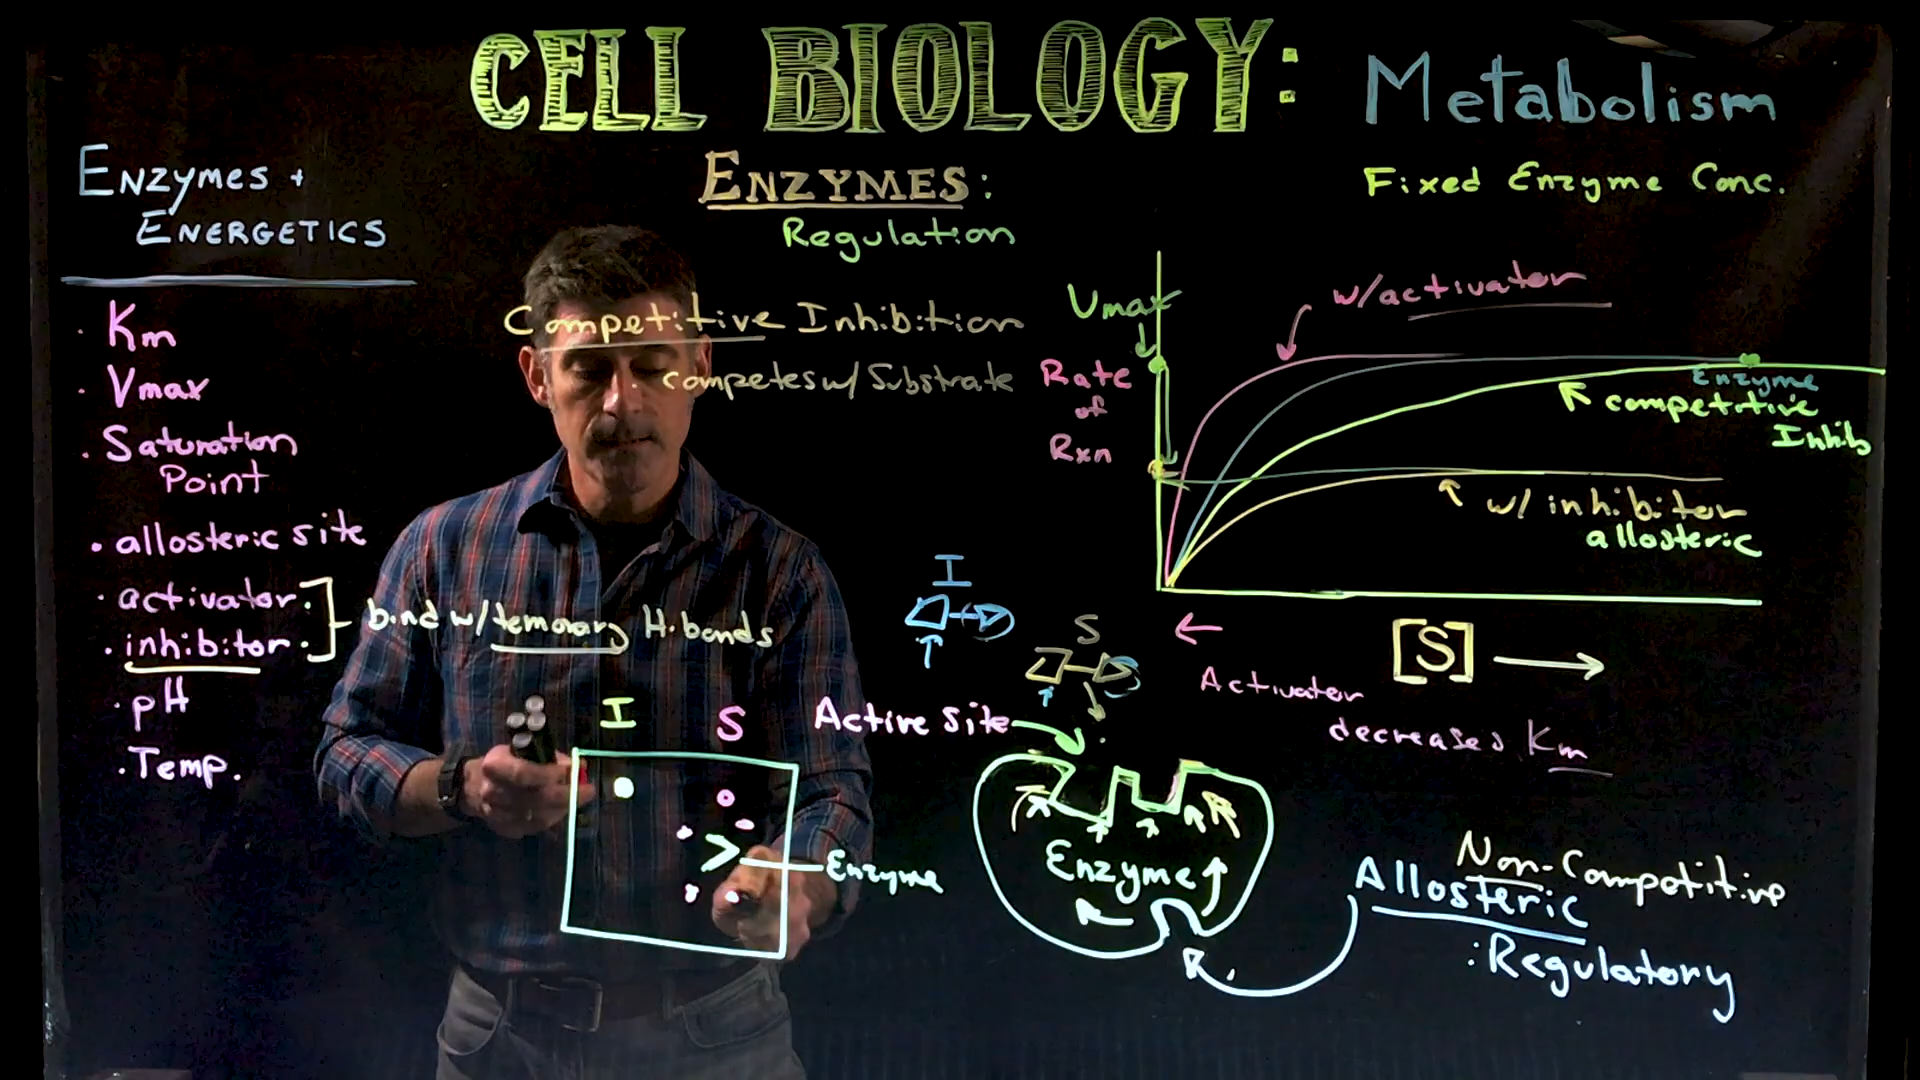 CELL BIOLOGY: Metabolism
ENZYMES +
ENERGETICS
· Km
· Vmax
· Saturation
Point
· allosteric site
· activator ·
· inhibitor ·
bind w/ temorary H-bonds
· pH
· Temp.
ENZYMES:
Regulation
Competitive Inhibition
· competes w/ Substrate
I
S
Enzyme
I
S
Active site
Enzyme
Fixed Enzyme Conc.
Vmax
w/activator
Rate
of
Rxn
Enzyme
competitive
Inhib
w/ inhibitor
allosteric
[S]
Activator
decreases Km
Non-Competitive
Allosteric
: Regulatory